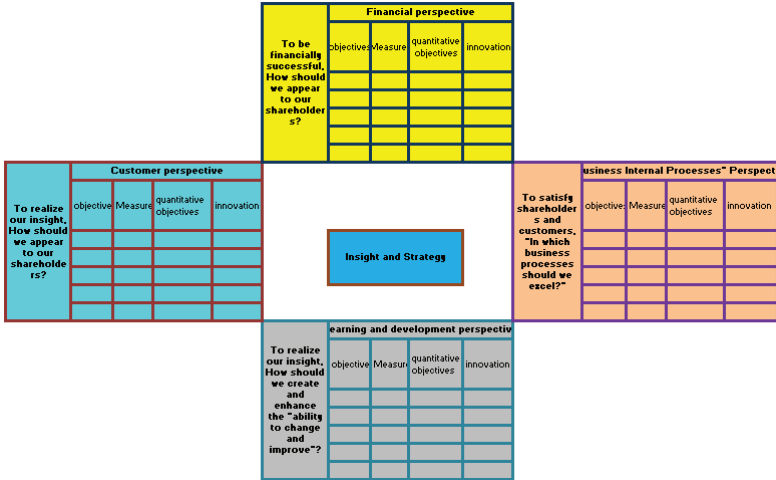 Financial perspective
To be
financially
successful,
How should
we appear
to our
shareholder
s?
objectives Measure quantitative
objectives innovation
Customer perspective
To realize
our insight,
How should
we appear
to our
shareholde
rs?
objective Measure quantitative
objectives innovation
Insight and Strategy
usiness Internal Processes" Perspect
To satisfy
shareholder
s and
customers,
"In which
business
processes
should we
excel?"
objective Measure quantitative
objectives innovation
earning and development perspectiv
To realize
our insight,
How should
we create
and
enhance
the "ability
to change
and
improve"?
objective Measure quantitative
objectives innovation